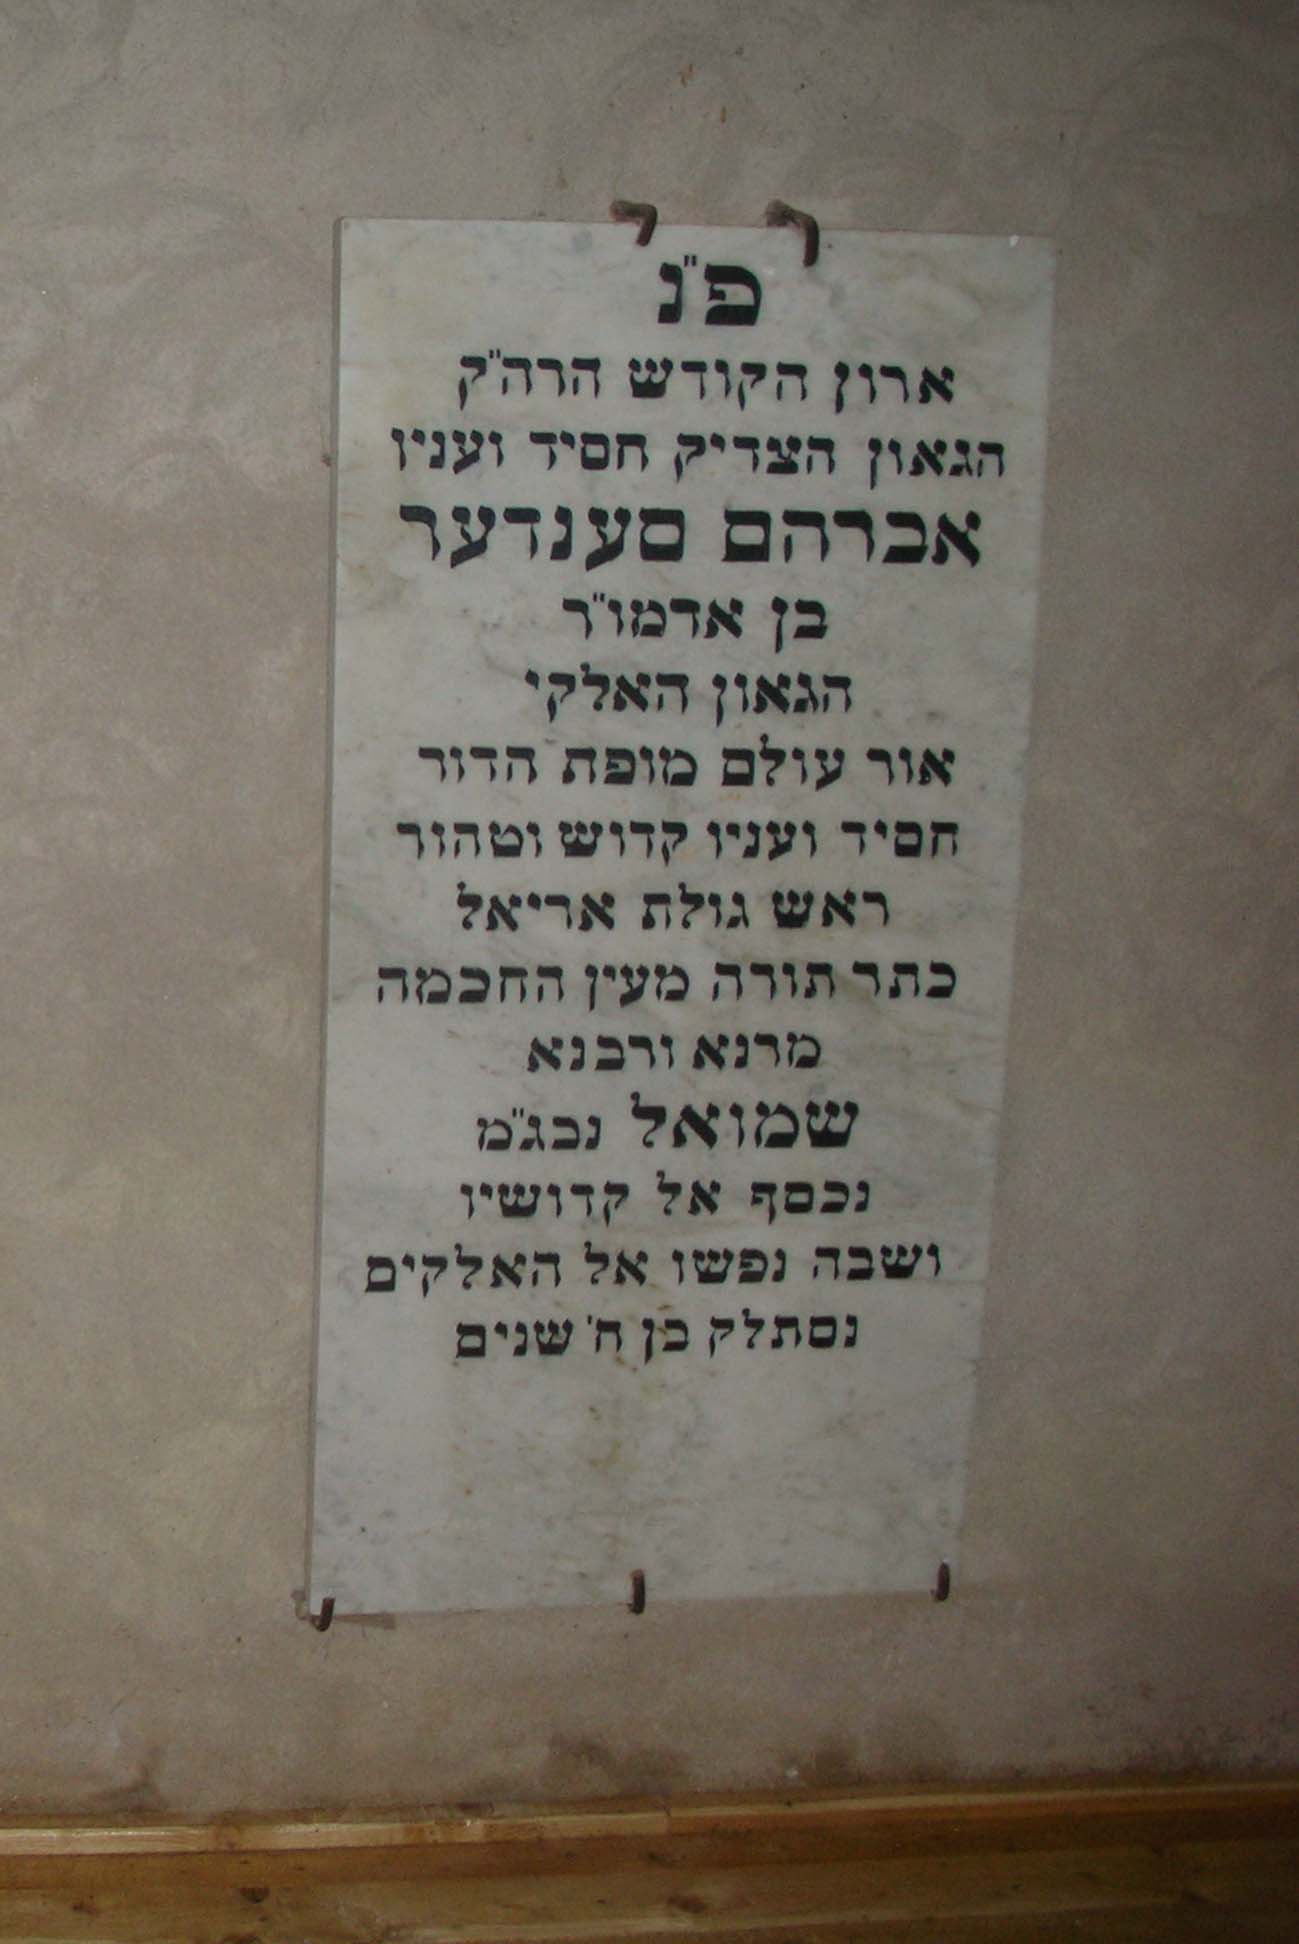 פ"נ
ארון הקודש הרה"ק
הגאון הצדיק חסיד ועניו
אברהם סענדער
בן אדמו"ר
הגאון האלקי
אור עולם מופת הדור
חסיד ועניו קדוש וטהור
ראש גולת אריאל
כתר תורה מעין החכמה
מרנא ורבנא
שמואל נבג"מ
נכסף אל קדושיו
ושבה נפשו אל האלקים
נסתלק בן ח' שנים